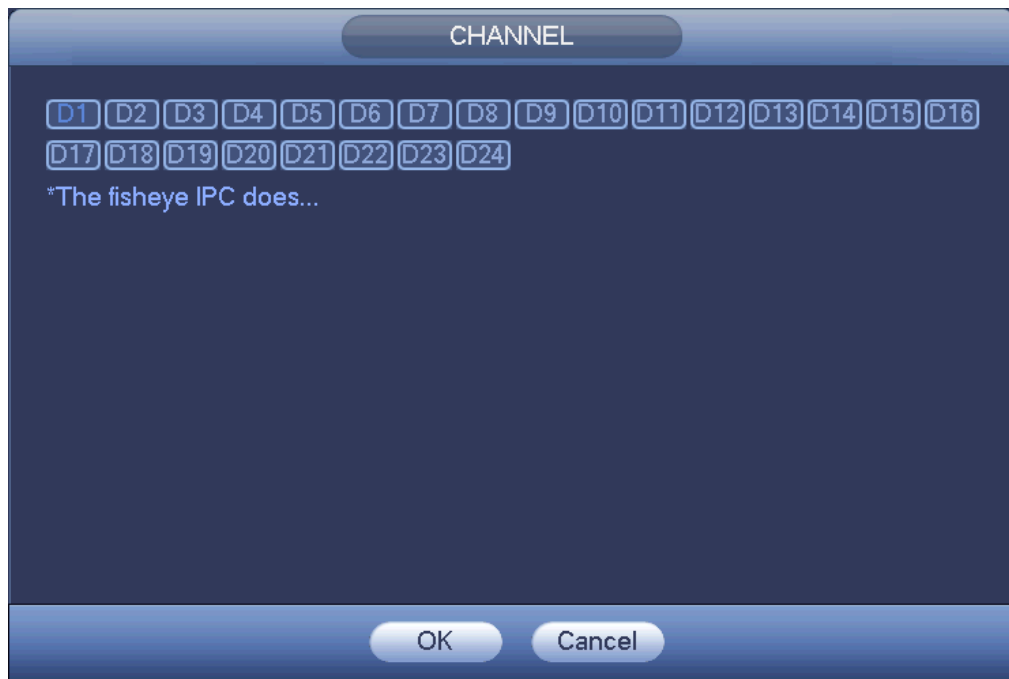 CHANNEL
D1 D2 D3 D4 D5 D6 D7 D8 D9 D10 D11 D12 D13 D14 D15 D16
D17 D18 D19 D20 D21 D22 D23 D24
*The fisheye IPC does...
OK Cancel